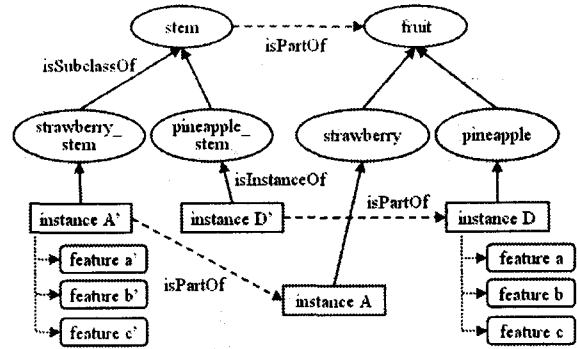 stem
fruit
isPartOf
isSubclassOf
strawberry_
stem
pineapple_
stem
strawberry
pineapple
isInstanceOf
instance A'
instance D'
isPartOf
instance D
feature a'
feature b'
feature c'
isPartOf
instance A
feature a
feature b
feature c